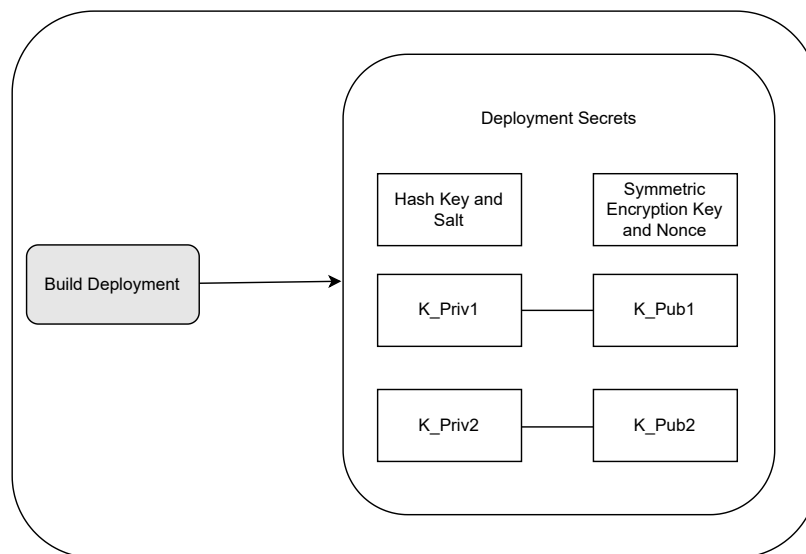 Deployment Secrets
Hash Key and
Salt
Symmetric
Encryption Key
and Nonce
Build Deployment
K_Priv1
K_Pub1
K_Priv2
K_Pub2